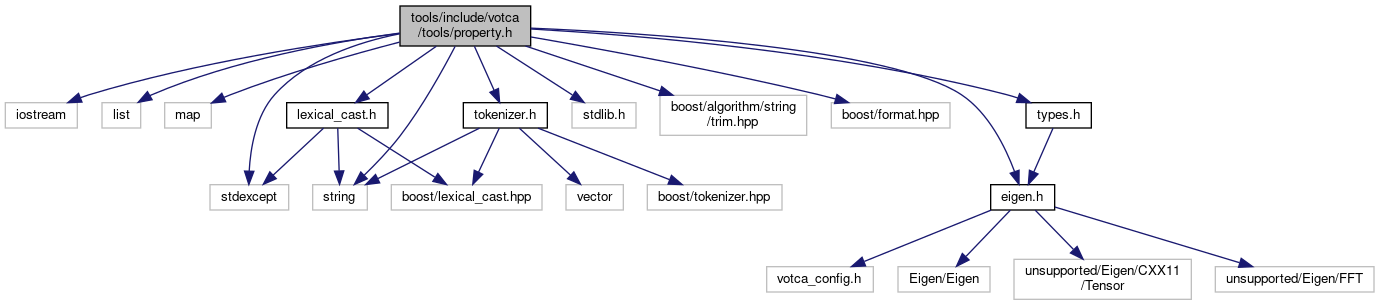 tools/include/votca
/tools/property.h
iostream
list
map
lexical_cast.h
tokenizer.h
stdlib.h
boost/algorithm/string
/trim.hpp
boost/format.hpp
types.h
stdexcept
string
boost/lexical_cast.hpp
vector
boost/tokenizer.hpp
eigen.h
votca_config.h
Eigen/Eigen
unsupported/Eigen/CXX11
/Tensor
unsupported/Eigen/FFT